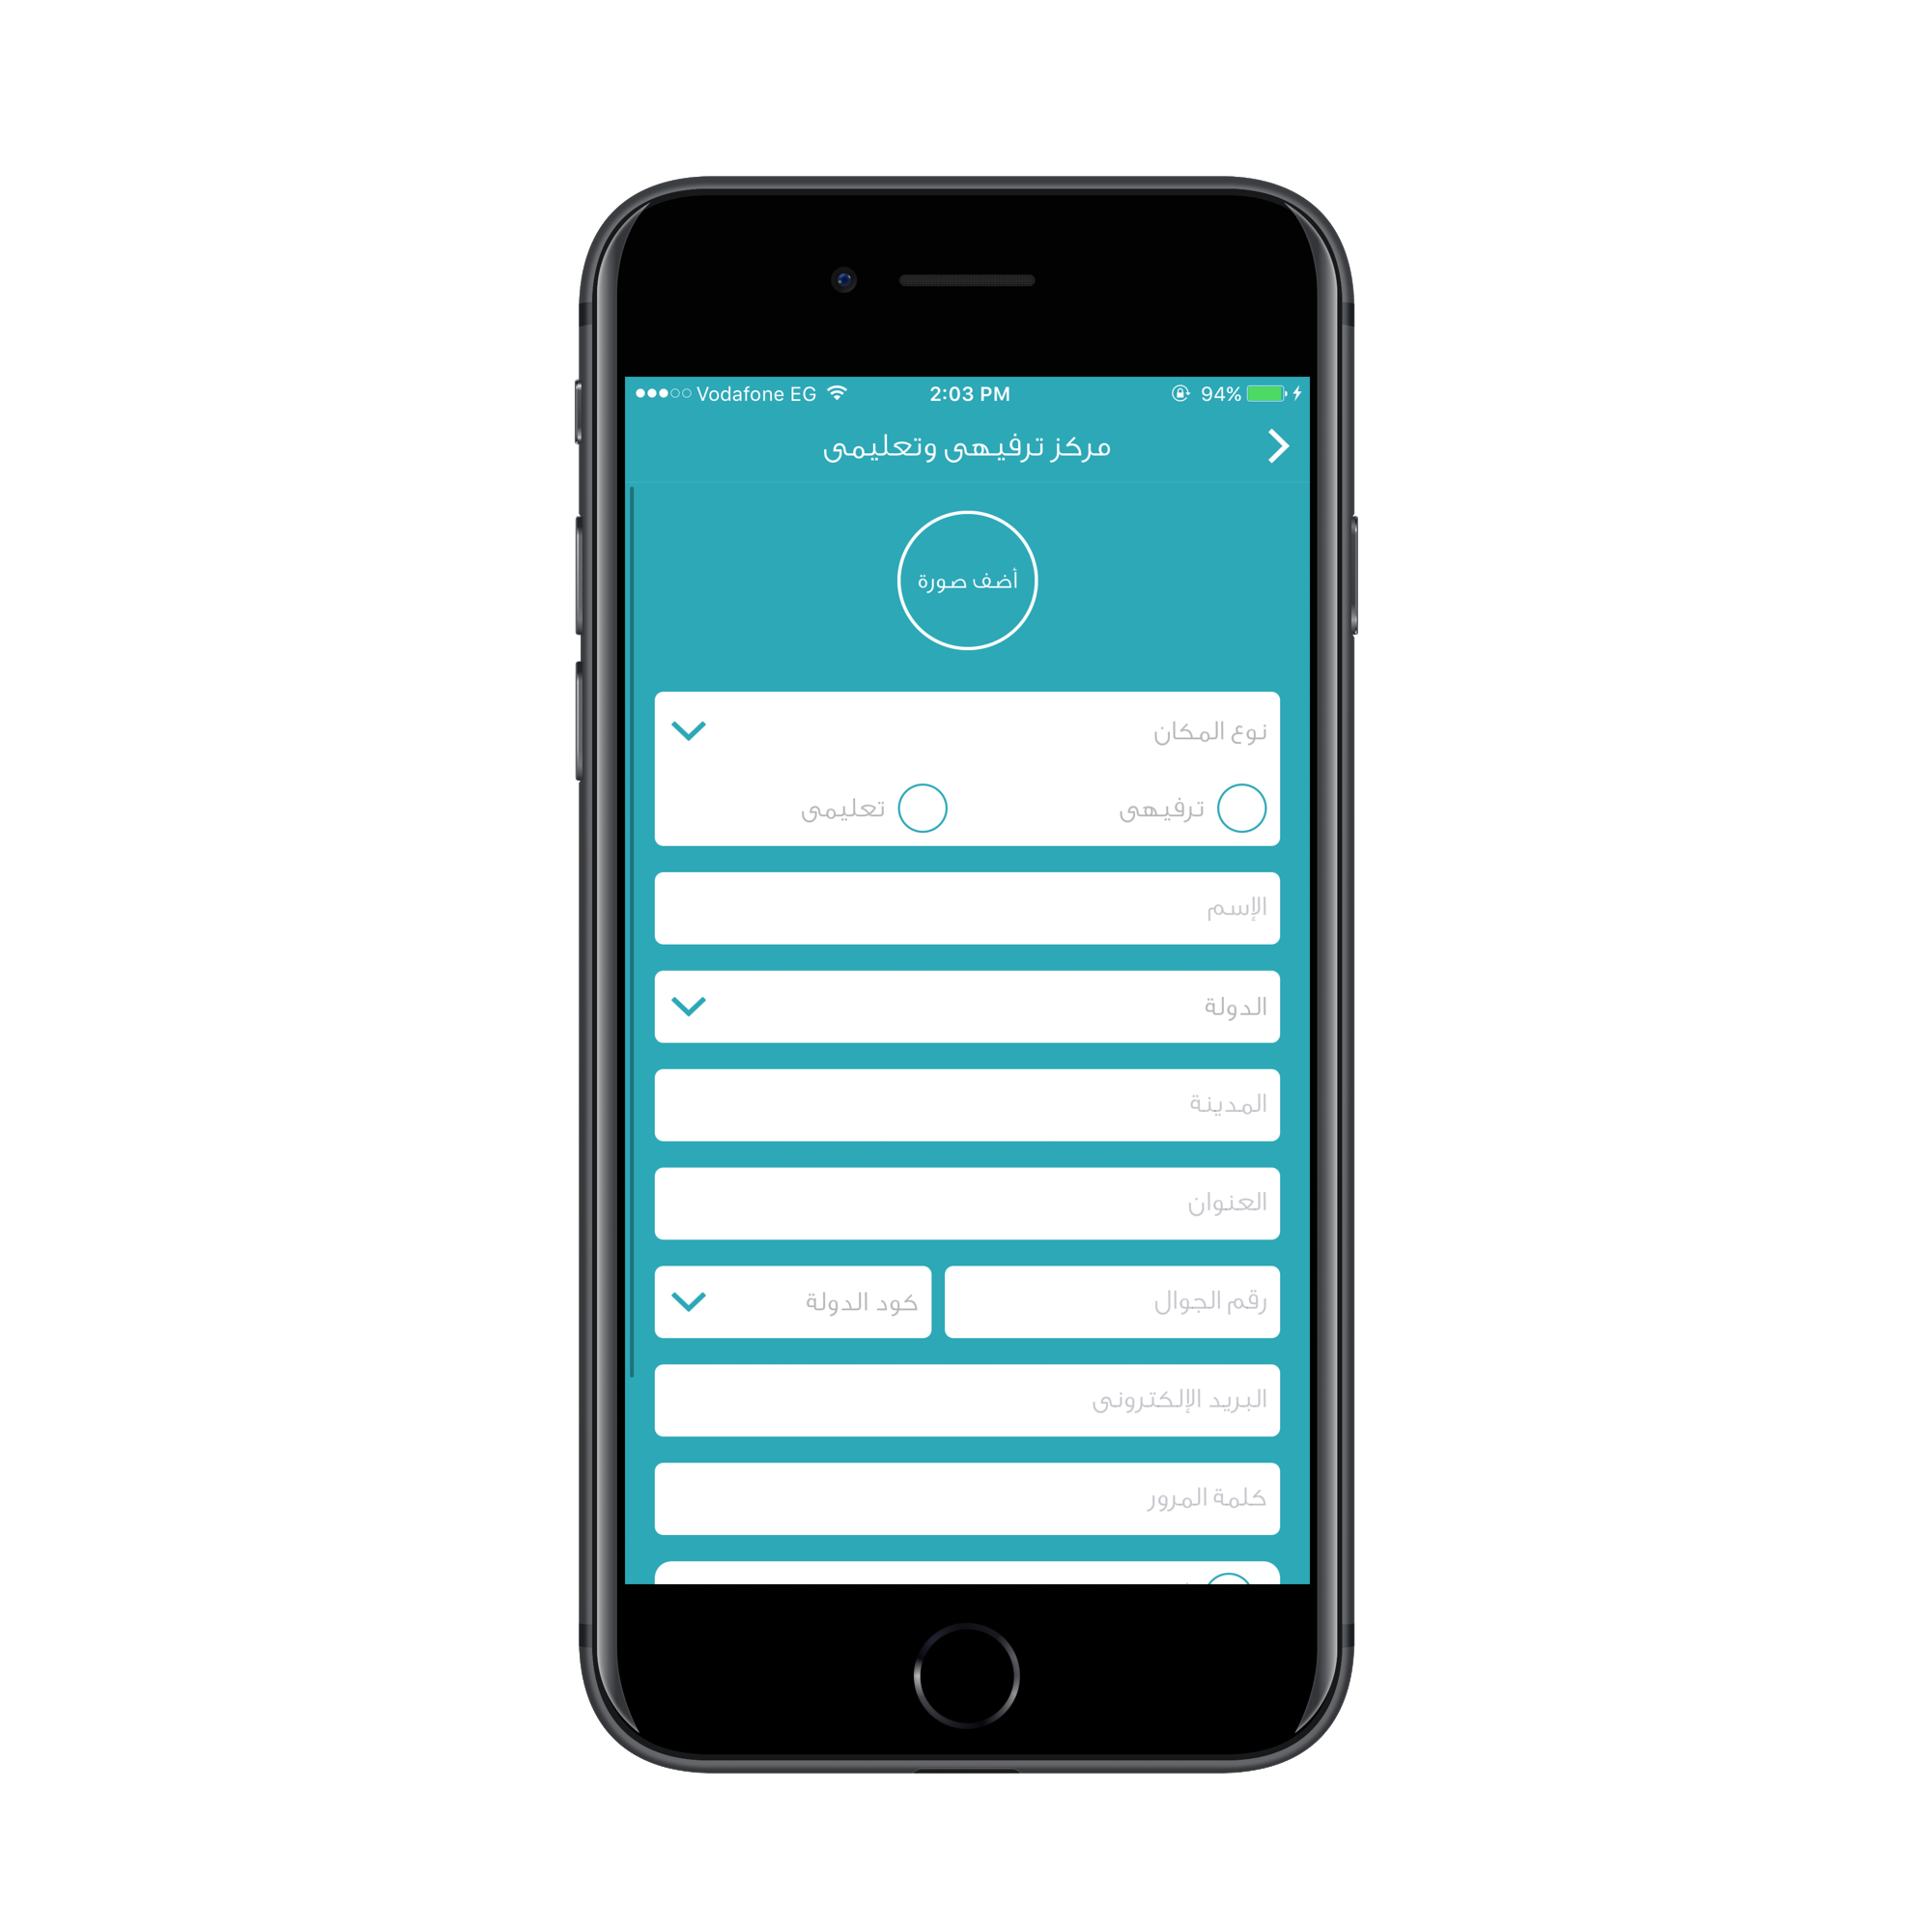 Vodafone EG 2:03 PM 94%
مركز ترفيهى وتعليمى
أضف صورة
نوع المكان
ترفيهى تعليمى
الإسم
الدولة
المدينة
العنوان
رقم الجوال كود الدولة
البريد الإلكترونى
كلمة المرور